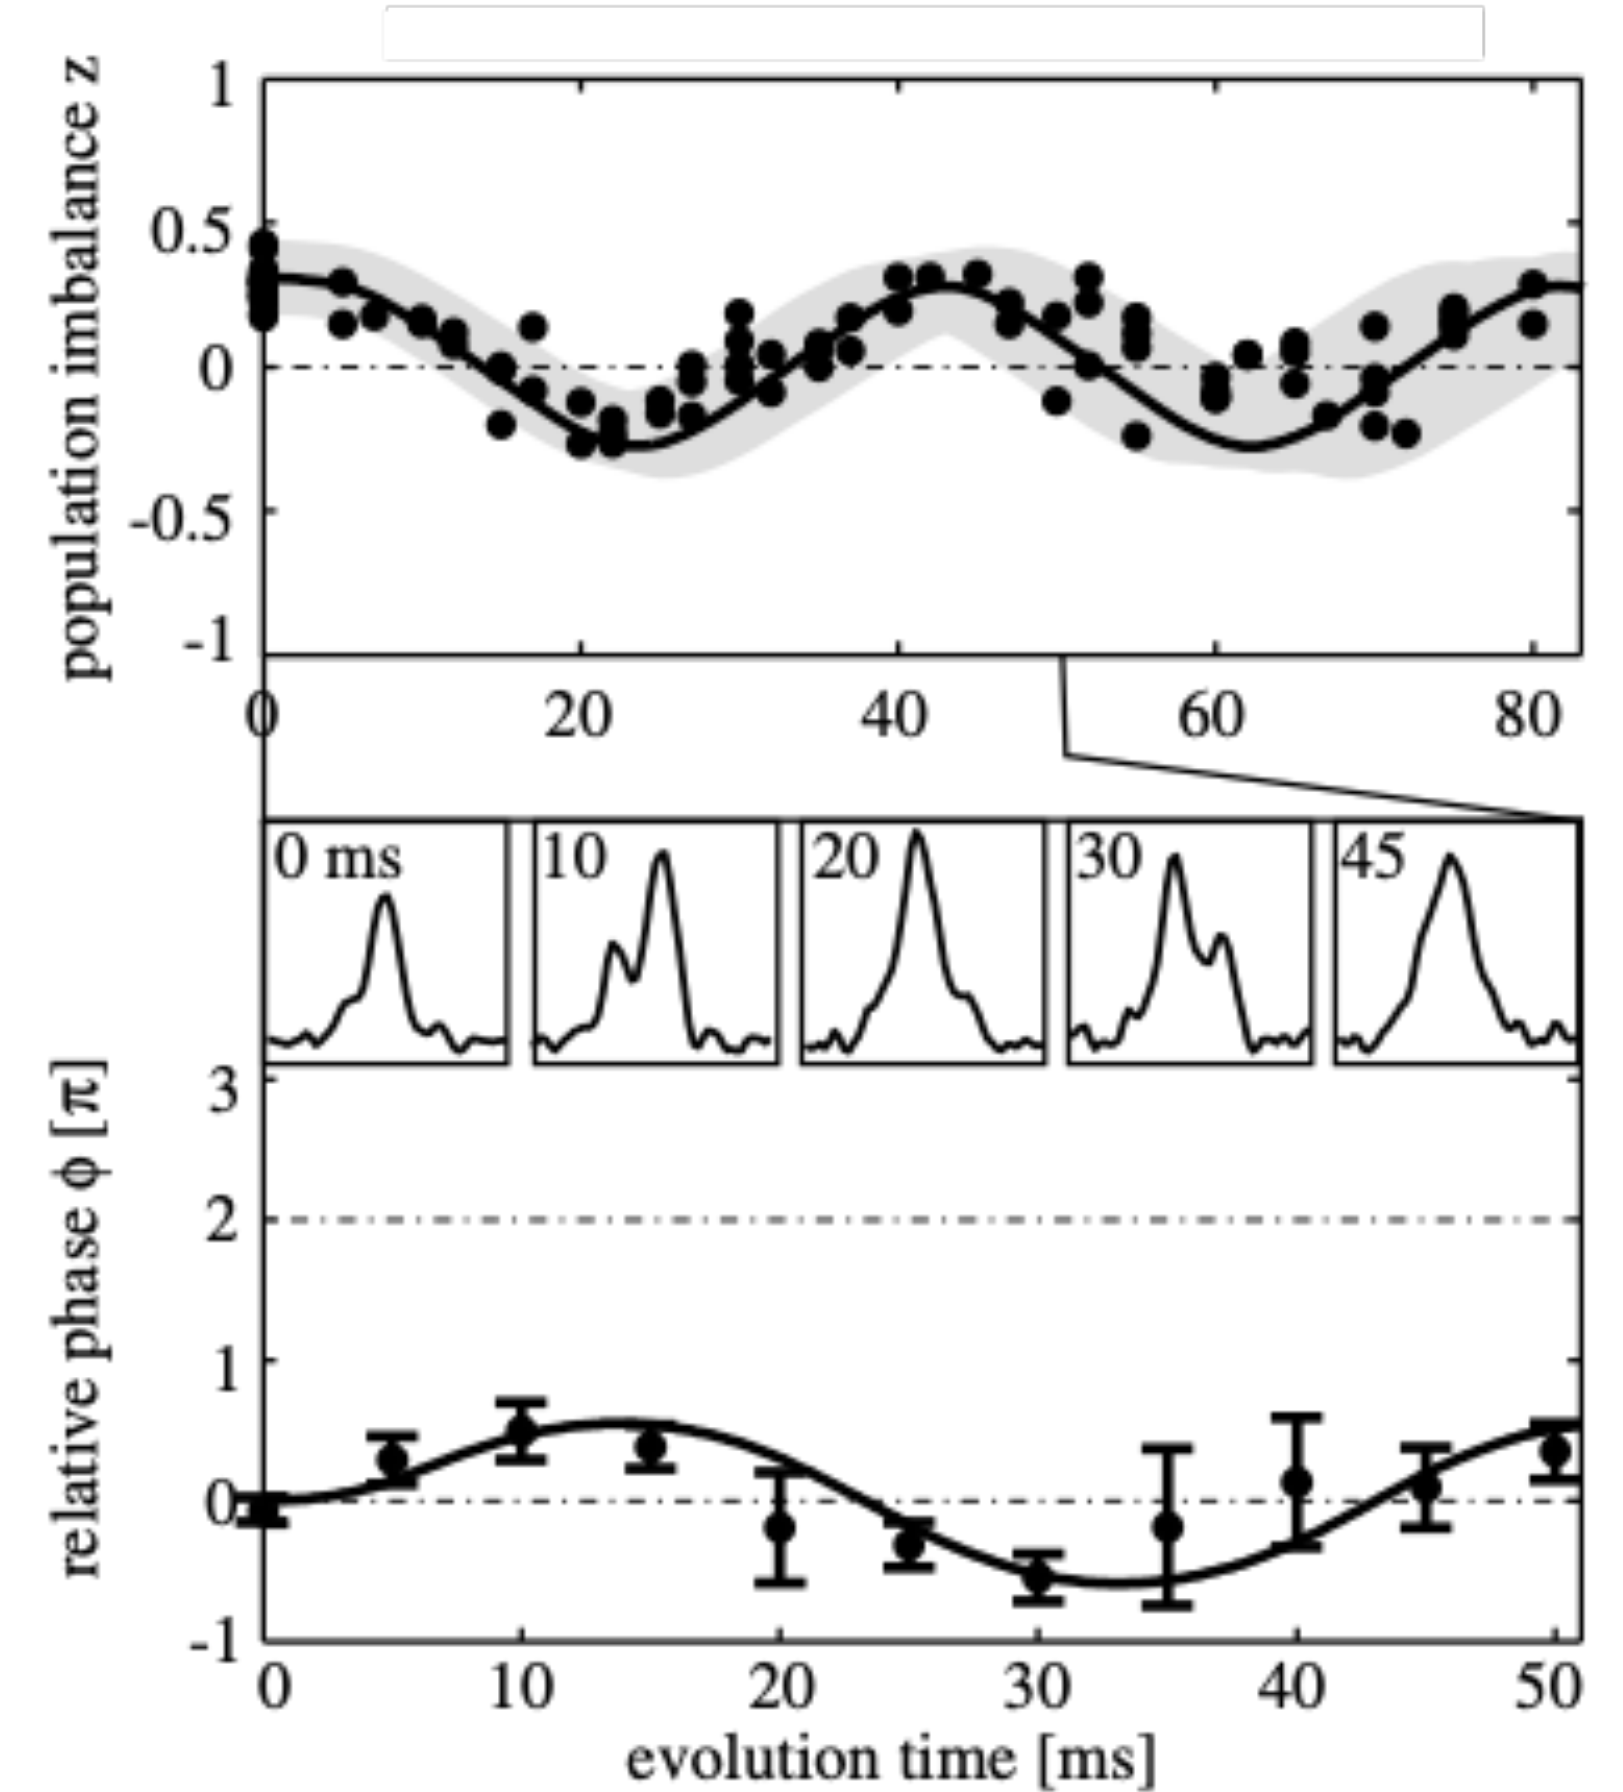 population imbalance z
1
0.5
0
-0.5
-1
0 20 40 60 80
0 ms 10 20 30 45
relative phase ϕ [π]
3
2
1
0
-1
0 10 20 30 40 50
evolution time [ms]